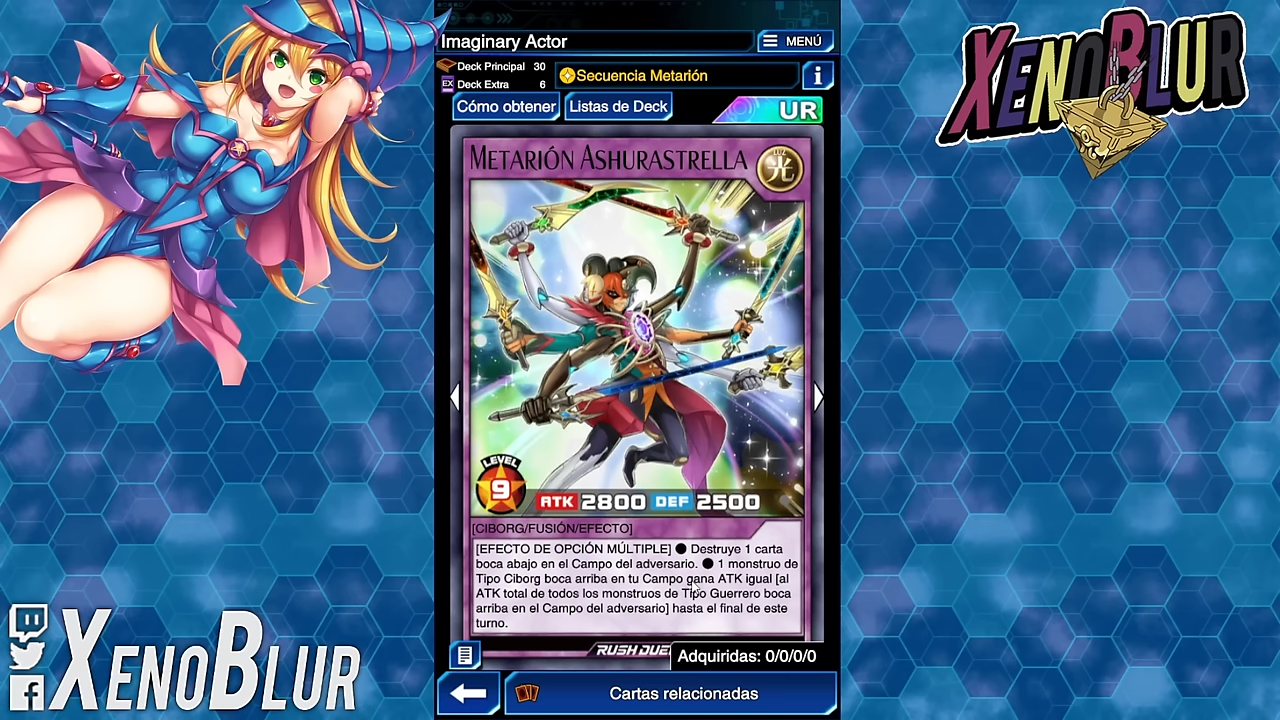 Imaginary Actor
MENÚ
Deck Principal 30
EX Deck Extra 6
Secuencia Metarión
i
Cómo obtener
Listas de Deck
UR
METARIÓN ASHURASTRELLA
光
LEVEL
9
ATK 2800 DEF 2500
[CIBORG/FUSIÓN/EFECTO]
[EFECTO DE OPCIÓN MÚLTIPLE] ● Destruye 1 carta
boca abajo en el Campo del adversario. ● 1 monstruo de
Tipo Ciborg boca arriba en tu Campo gana ATK igual [al
ATK total de todos los monstruos de Tipo Guerrero boca
arriba en el Campo del adversario] hasta el final de este
turno.
RUSH DUE
Adquiridas: 0/0/0/0
Cartas relacionadas
XENOBLUR
XENOBLUR